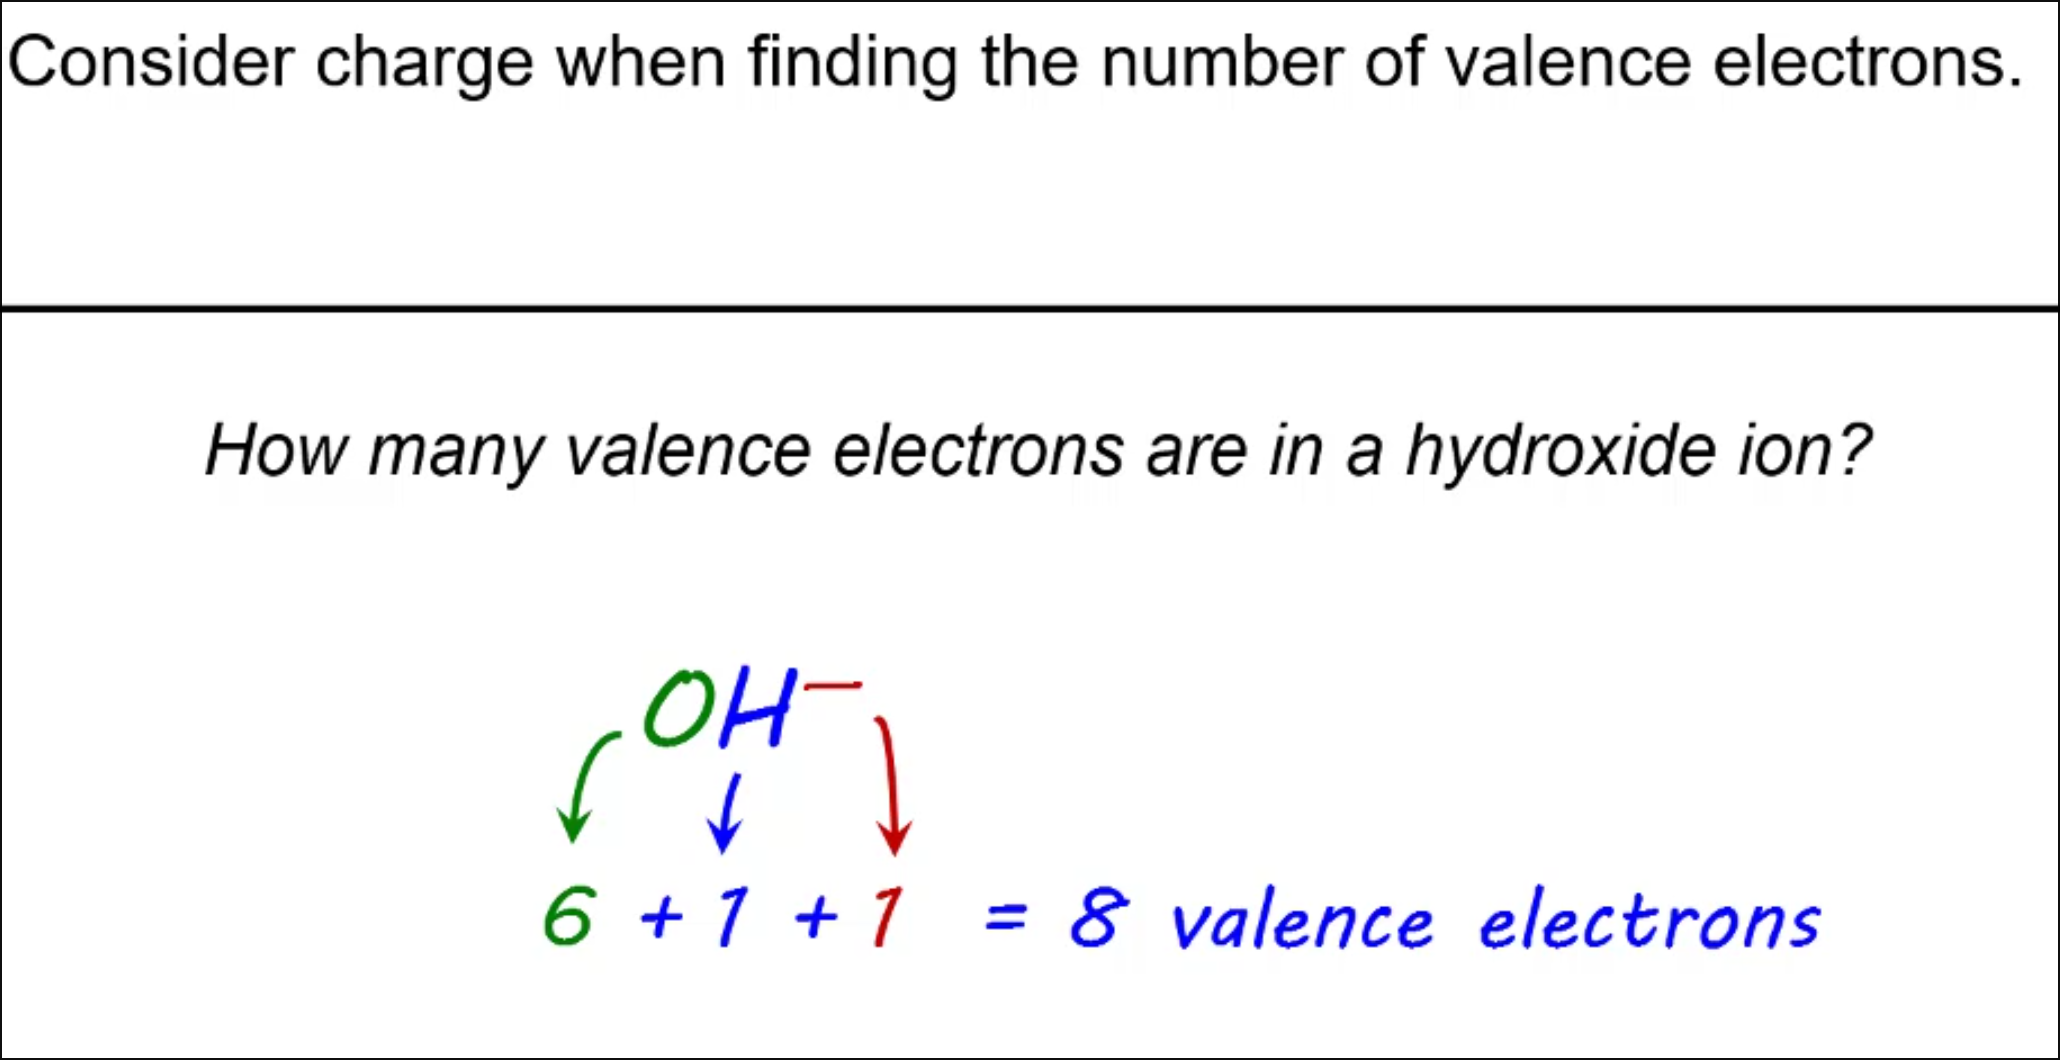 Consider charge when finding the number of valence electrons.
How many valence electrons are in a hydroxide ion?
OH⁻
6 + 1 + 1 = 8 valence electrons